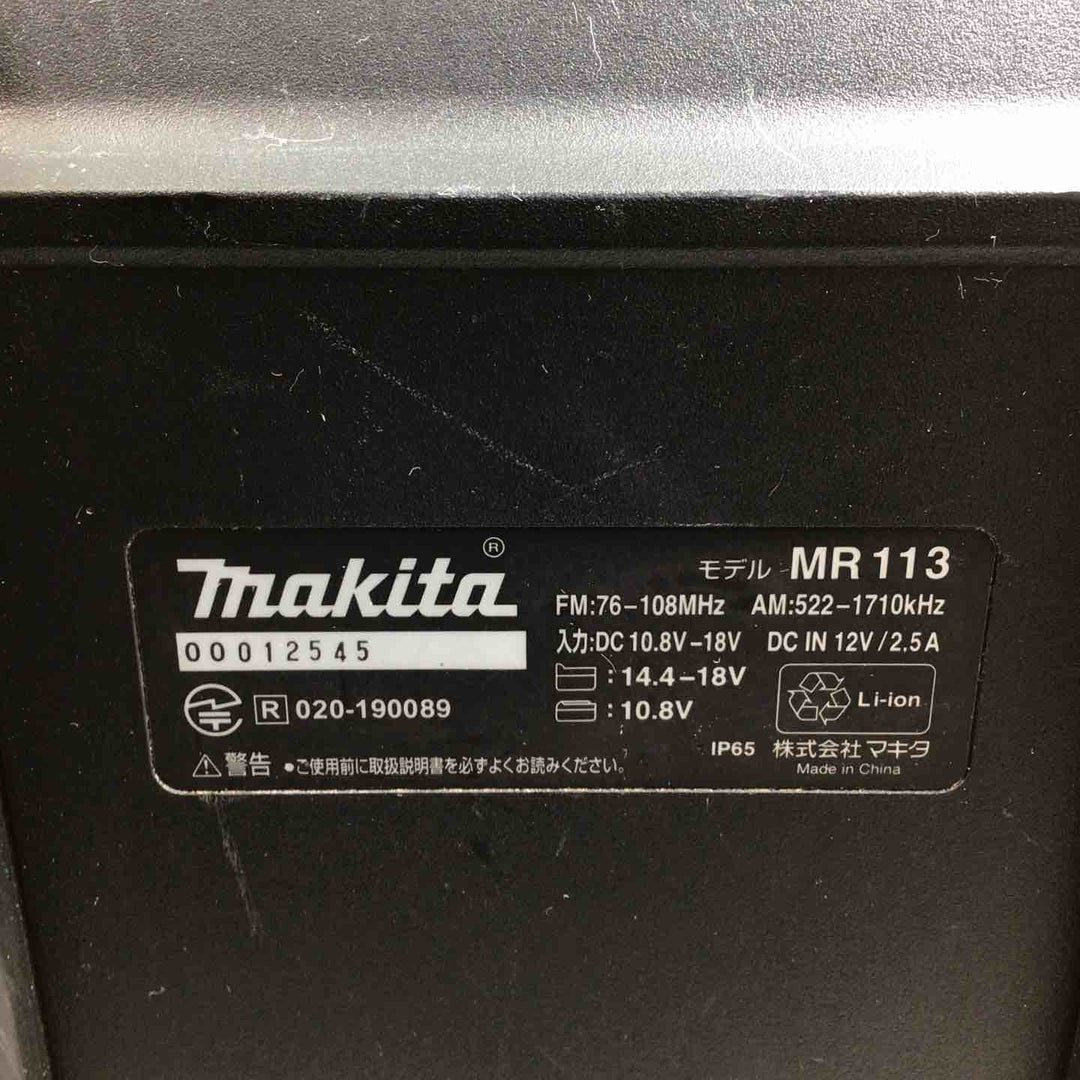 makita®
00012545
R 020-190089
⚠警告 ●ご使用前に取扱説明書を必ずよくお読みください。
モデル MR113
FM:76-108MHz AM:522-1710kHz
入力:DC 10.8V-18V DC IN 12V/2.5A
:14.4-18V
:10.8V
Li-ion
IP65 株式会社 マキタ
Made in China